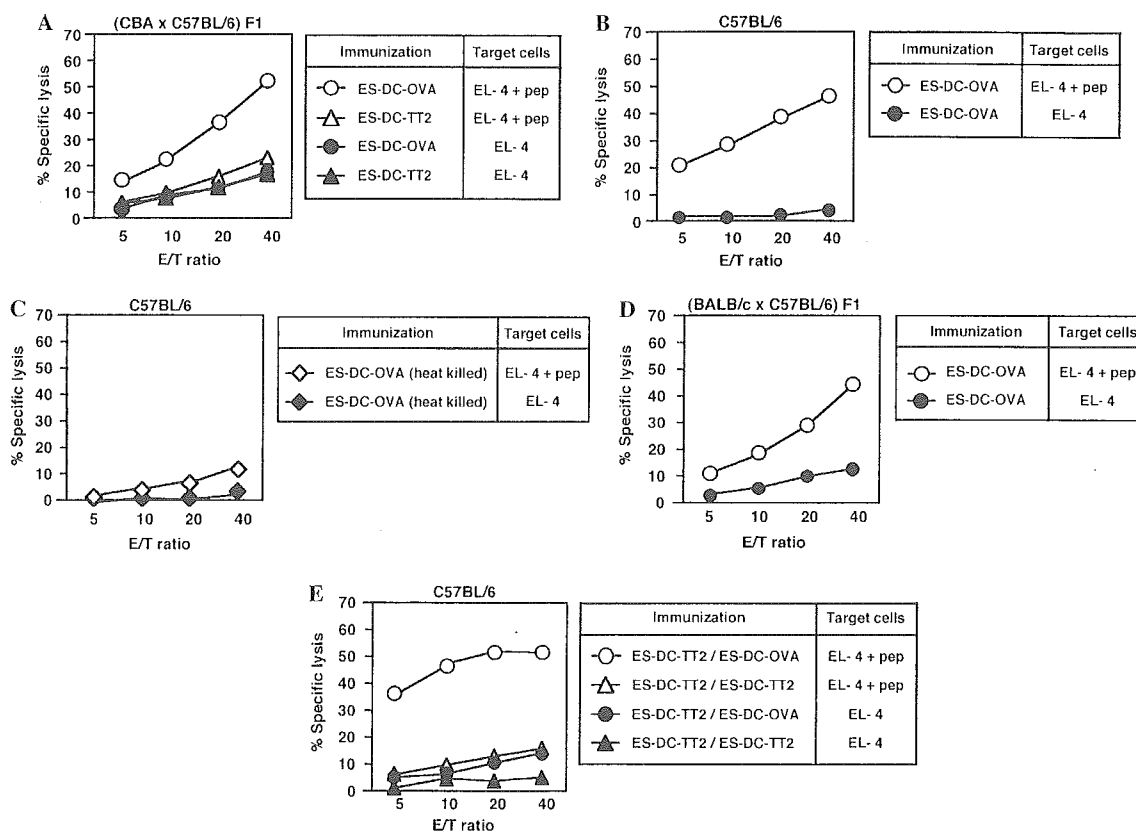 A
(CBA x C57BL/6) F1
% Specific lysis
70
60
50
40
30
20
10
0
5 10 20 40
E/T ratio
Immunization Target cells
ES-DC-OVA EL- 4 + pep
ES-DC-TT2 EL- 4 + pep
ES-DC-OVA EL- 4
ES-DC-TT2 EL- 4
B
C57BL/6
% Specific lysis
70
60
50
40
30
20
10
0
5 10 20 40
E/T ratio
Immunization Target cells
ES-DC-OVA EL- 4 + pep
ES-DC-OVA EL- 4
C
C57BL/6
% Specific lysis
70
60
50
40
30
20
10
0
5 10 20 40
E/T ratio
Immunization Target cells
ES-DC-OVA (heat killed) EL- 4 + pep
ES-DC-OVA (heat killed) EL- 4
D
(BALB/c x C57BL/6) F1
% Specific lysis
70
60
50
40
30
20
10
0
5 10 20 40
E/T ratio
Immunization Target cells
ES-DC-OVA EL- 4 + pep
ES-DC-OVA EL- 4
E
C57BL/6
% Specific lysis
70
60
50
40
30
20
10
0
5 10 20 40
E/T ratio
Immunization Target cells
ES-DC-TT2 / ES-DC-OVA EL- 4 + pep
ES-DC-TT2 / ES-DC-TT2 EL- 4 + pep
ES-DC-TT2 / ES-DC-OVA EL- 4
ES-DC-TT2 / ES-DC-TT2 EL- 4